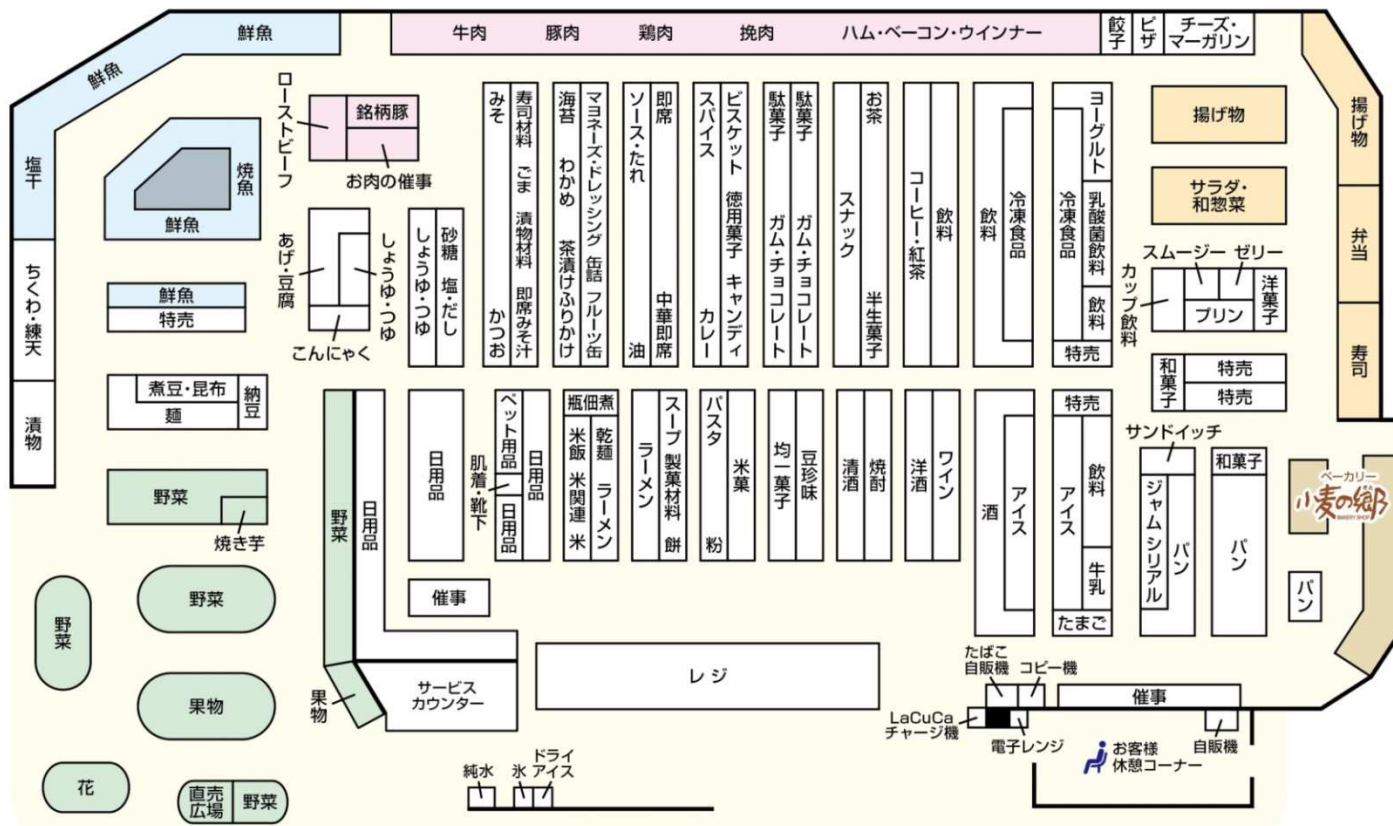 鮮魚
牛肉
豚肉
鶏肉
挽肉
ハム・ベーコン・ウインナー
餃子
ピザ
チーズ・
マーガリン
鮮魚
塩干
ちくわ・練天
漬物
焼魚
鮮魚
鮮魚
特売
煮豆・昆布
麺
納豆
野菜
焼き芋
野菜
野菜
果物
花
直売
広場
野菜
ローストビーフ
銘柄豚
お肉の催事
あげ・豆腐
しょうゆ・つゆ
こんにゃく
しょうゆ・つゆ
砂糖 塩・だし
みそ かつお
寿司材料 ごま 漬物材料 即席みそ汁
海苔 わかめ 茶漬けふりかけ
マヨネーズ・ドレッシング 缶詰 フルーツ缶
ソース・たれ 油
即席 中華即席
スパイス カレー
ビスケット 徳用菓子 キャンディ
駄菓子 ガム・チョコレート
駄菓子 ガム・チョコレート
スナック
お茶 半生菓子
コーヒー・紅茶
飲料
飲料
冷凍食品
冷凍食品
ヨーグルト
乳酸菌飲料
飲料
特売
揚げ物
サラダ・
和惣菜
スムージー
ゼリー
カップ飲料
プリン
洋菓子
和菓子
特売
特売
揚げ物
弁当
寿司
野菜
果物
日用品
日用品
肌着・靴下
ペット用品
日用品
日用品
瓶佃煮
米飯 米関連 米
乾麺 ラーメン
ラーメン
スープ 製菓材料 餅
パスタ 粉
米菓
均一菓子
豆珍味
清酒
焼酎
洋酒
ワイン
酒
アイス
特売
アイス
飲料
牛乳
たまご
サンドイッチ
ジャム シリアル
パン
和菓子
パン
ベーカリー
小麦の郷
BAKERY SHOP
パン
催事
サービス
カウンター
レジ
たばこ
自販機
コピー機
催事
LaCuCa
チャージ機
電子レンジ
お客様
休憩コーナー
自販機
純水
氷
ドライ
アイス